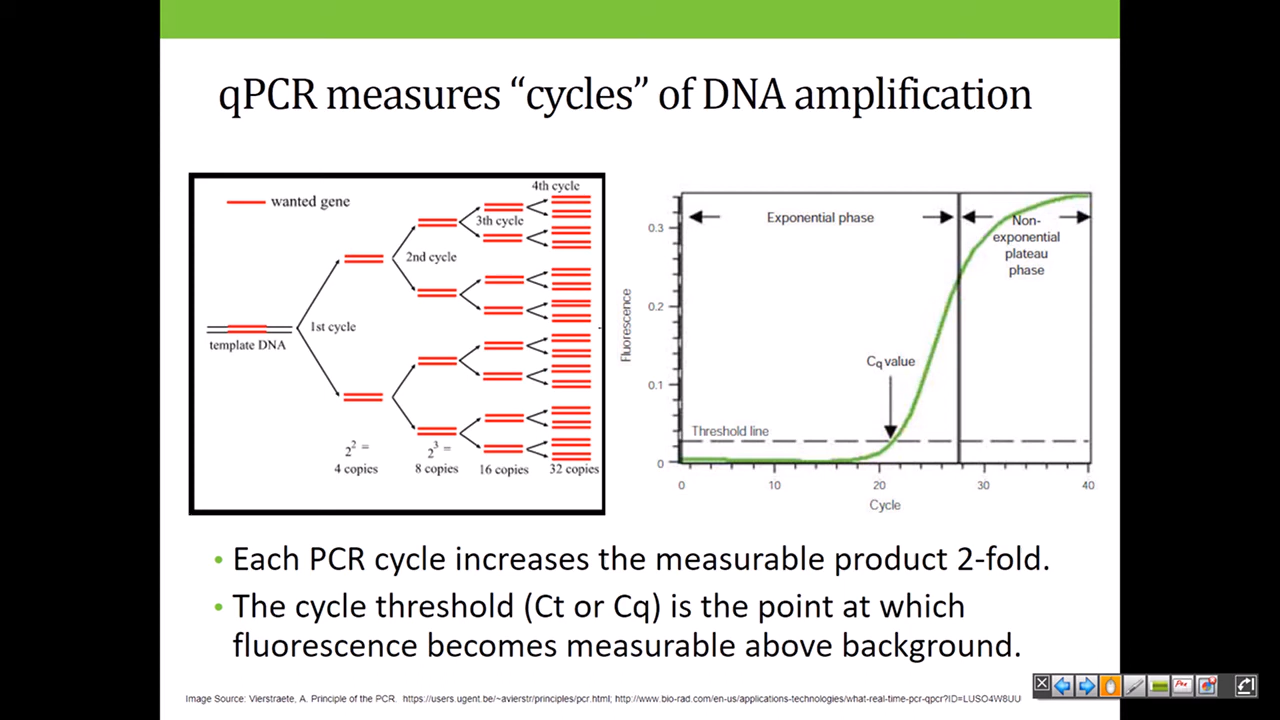 qPCR measures “cycles” of DNA amplification
wanted gene
4th cycle
3th cycle
2nd cycle
1st cycle
template DNA
2² =
4 copies
2³ =
8 copies
16 copies
32 copies
Exponential phase
Non-
exponential
plateau
phase
Fluorescence
0.3
0.2
0.1
0
Cq value
Threshold line
0
10
20
30
40
Cycle
• Each PCR cycle increases the measurable product 2-fold.
• The cycle threshold (Ct or Cq) is the point at which
fluorescence becomes measurable above background.
Image Source: Vierstraete, A. Principle of the PCR. https://users.ugent.be/~avierstr/principles/pcr.html; http://www.bio-rad.com/en-us/applications-technologies/what-real-time-pcr-qpcr?ID=LUSO4W8UU